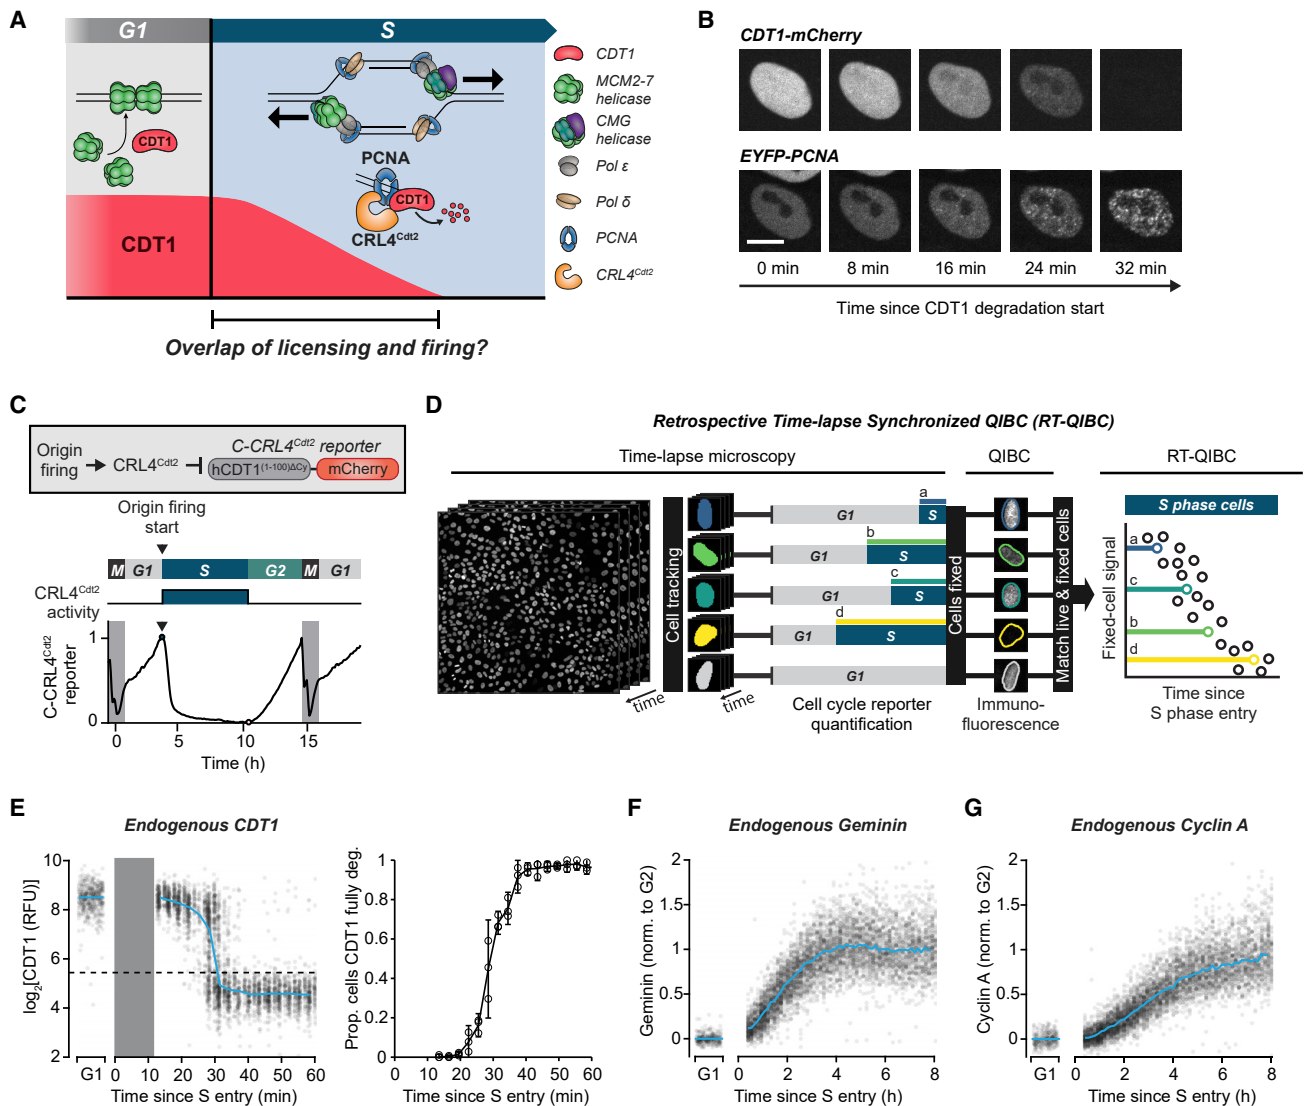 A
G1
S
CDT1
PCNA
CDT1
CRL4Cdt2
CDT1
Overlap of licensing and firing?
CDT1
MCM2-7
helicase
CMG
helicase
Pol ε
Pol δ
PCNA
CRL4Cdt2
B
CDT1-mCherry
EYFP-PCNA
0 min
8 min
16 min
24 min
32 min
Time since CDT1 degradation start
C
C-CRL4Cdt2 reporter
Origin
firing
CRL4Cdt2
hCDT1(1-100)ΔCy
mCherry
Origin firing
start
M
G1
S
G2
M
G1
CRL4Cdt2
activity
C-CRL4Cdt2
reporter
1
0
0
5
10
15
Time (h)
D
Retrospective Time-lapse Synchronized QIBC (RT-QIBC)
Time-lapse microscopy
QIBC
RT-QIBC
time
Cell tracking
time
a
G1
S
b
G1
S
c
G1
S
d
G1
S
G1
Cell cycle reporter
quantification
Cells fixed
Immuno-
fluorescence
Match live & fixed cells
S phase cells
Fixed-cell signal
a
c
b
d
Time since
S phase entry
E
Endogenous CDT1
log2[CDT1 (RFU)]
10
8
6
4
2
G1
0
10
20
30
40
50
60
Time since S entry (min)
Prop. cells CDT1 fully deg.
1
0.8
0.6
0.4
0.2
0
0
10
20
30
40
50
60
Time since S entry (min)
F
Endogenous Geminin
Geminin (norm. to G2)
2
1.5
1
0.5
0
G1
0
2
4
6
8
Time since S entry (h)
G
Endogenous Cyclin A
Cyclin A (norm. to G2)
2
1.5
1
0.5
0
G1
0
2
4
6
8
Time since S entry (h)